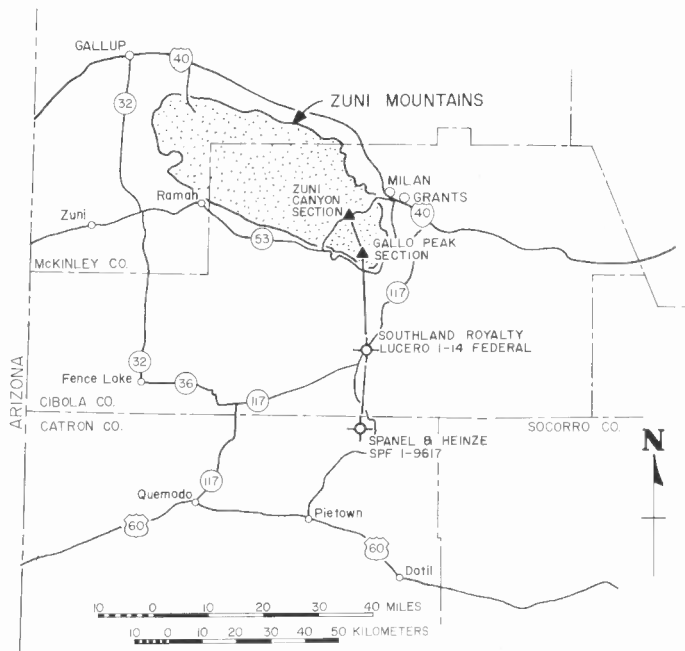 GALLUP
40
32
ZUNI MOUNTAINS
ZUNI
CANYON
SECTION
MILAN
GRANTS
40
Ramah
Zuni
53
GALLO PEAK
SECTION
McKINLEY CO.
117
SOUTHLAND ROYALTY
LUCERO 1-14 FEDERAL
32
Fence Loke
36
117
ARIZONA
CIBOLA CO.
CATRON CO.
SOCORRO CO.
SPANEL & HEINZE
SPF 1-9617
N
117
Quemodo
60
Pietown
60
Datil
10 0 10 20 30 40 MILES
10 0 10 20 30 40 50 KILOMETERS